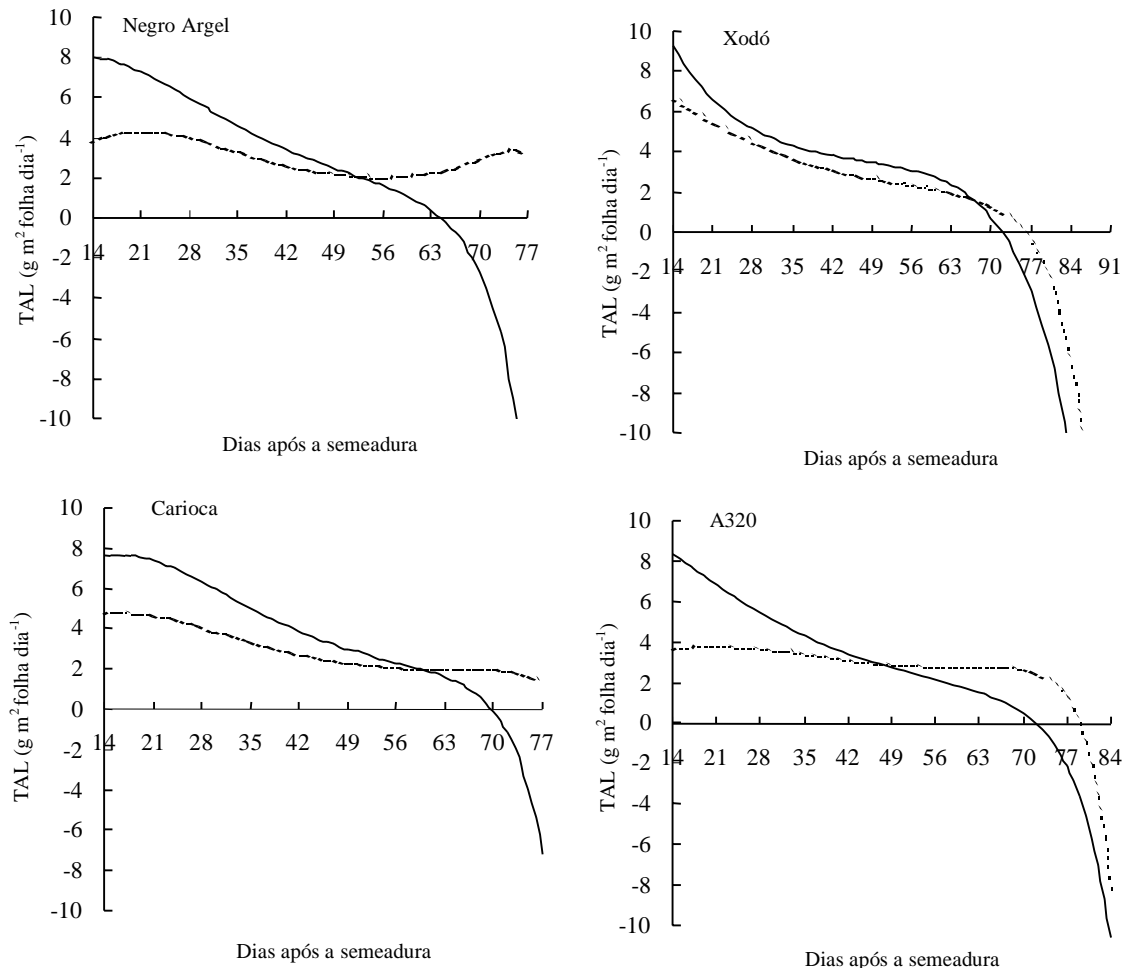 Negro Argel
10
8
6
4
2
0
-2
-4
-6
-8
-10
14 21 28 35 42 49 56 63 70 77
TAL (g m² folha dia⁻¹)
Dias após a semeadura
Xodó
10
8
6
4
2
0
-2
-4
-6
-8
-10
14 21 28 35 42 49 56 63 70 77 84 91
TAL (g m² folha dia⁻¹)
Dias após a semeadura
Carioca
10
8
6
4
2
0
-2
-4
-6
-8
-10
14 21 28 35 42 49 56 63 70 77
TAL (g m² folha dia⁻¹)
Dias após a semeadura
A320
10
8
6
4
2
0
-2
-4
-6
-8
-10
14 21 28 35 42 49 56 63 70 77 84
TAL (g m² folha dia⁻¹)
Dias após a semeadura